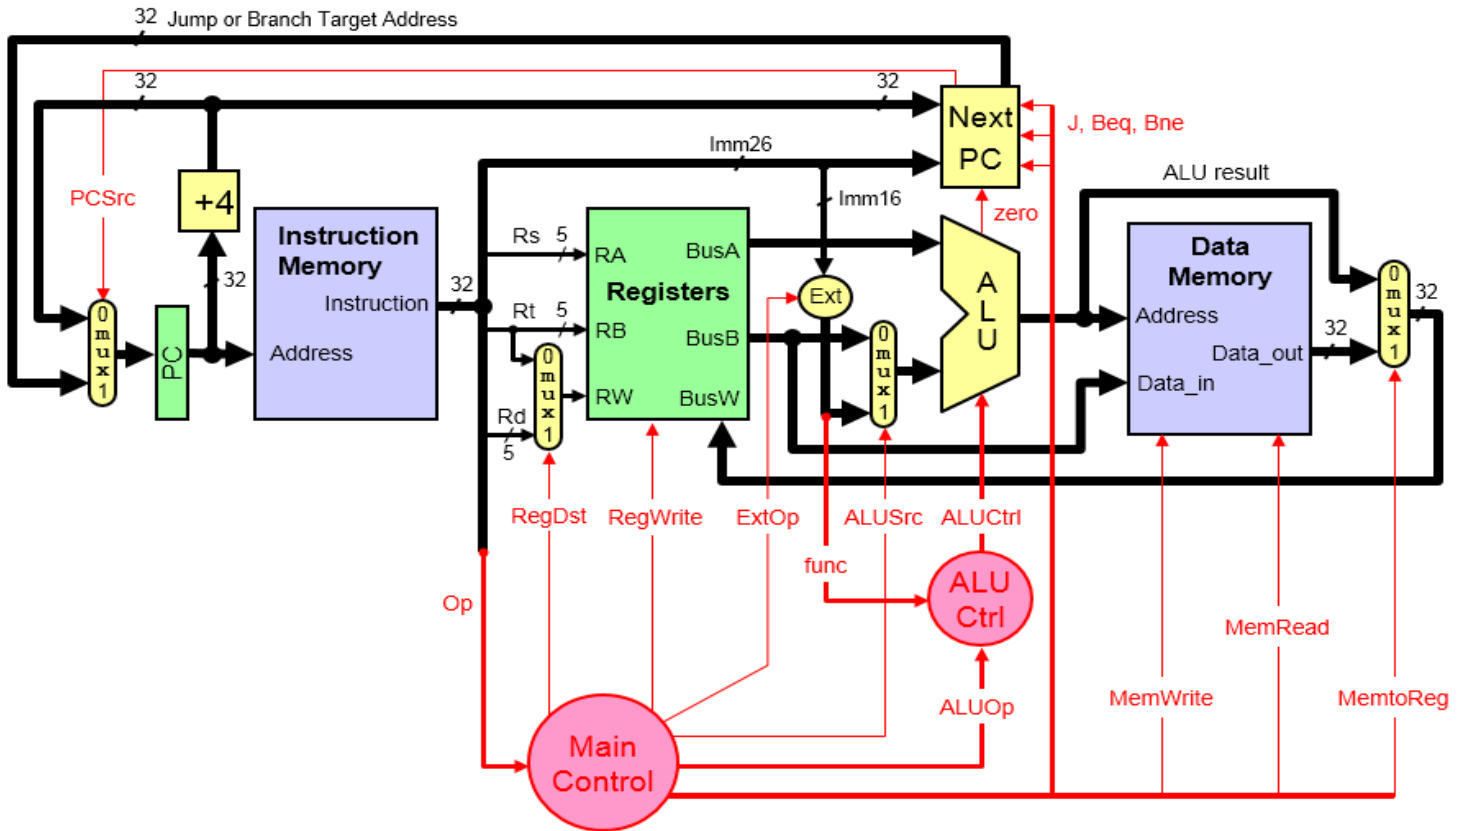 32 Jump or Branch Target Address
32
32
Next
PC
J, Beq, Bne
Imm26
Imm16
ALU result
PCSrc
+4
zero
32
Instruction
Memory
Instruction
Address
32
Rs 5
Rt 5
Rd
5
RA
RB
RW
Registers
BusA
BusB
BusW
Ext
A
L
U
Data
Memory
Address
Data_out
Data_in
32
32
0
m
u
x
1
PC
0
m
u
x
1
0
m
u
x
1
0
m
u
x
1
RegDst
RegWrite
ExtOp
ALUSrc
ALUCtrl
func
ALU
Ctrl
Op
MemRead
MemWrite
MemtoReg
ALUOp
Main
Control